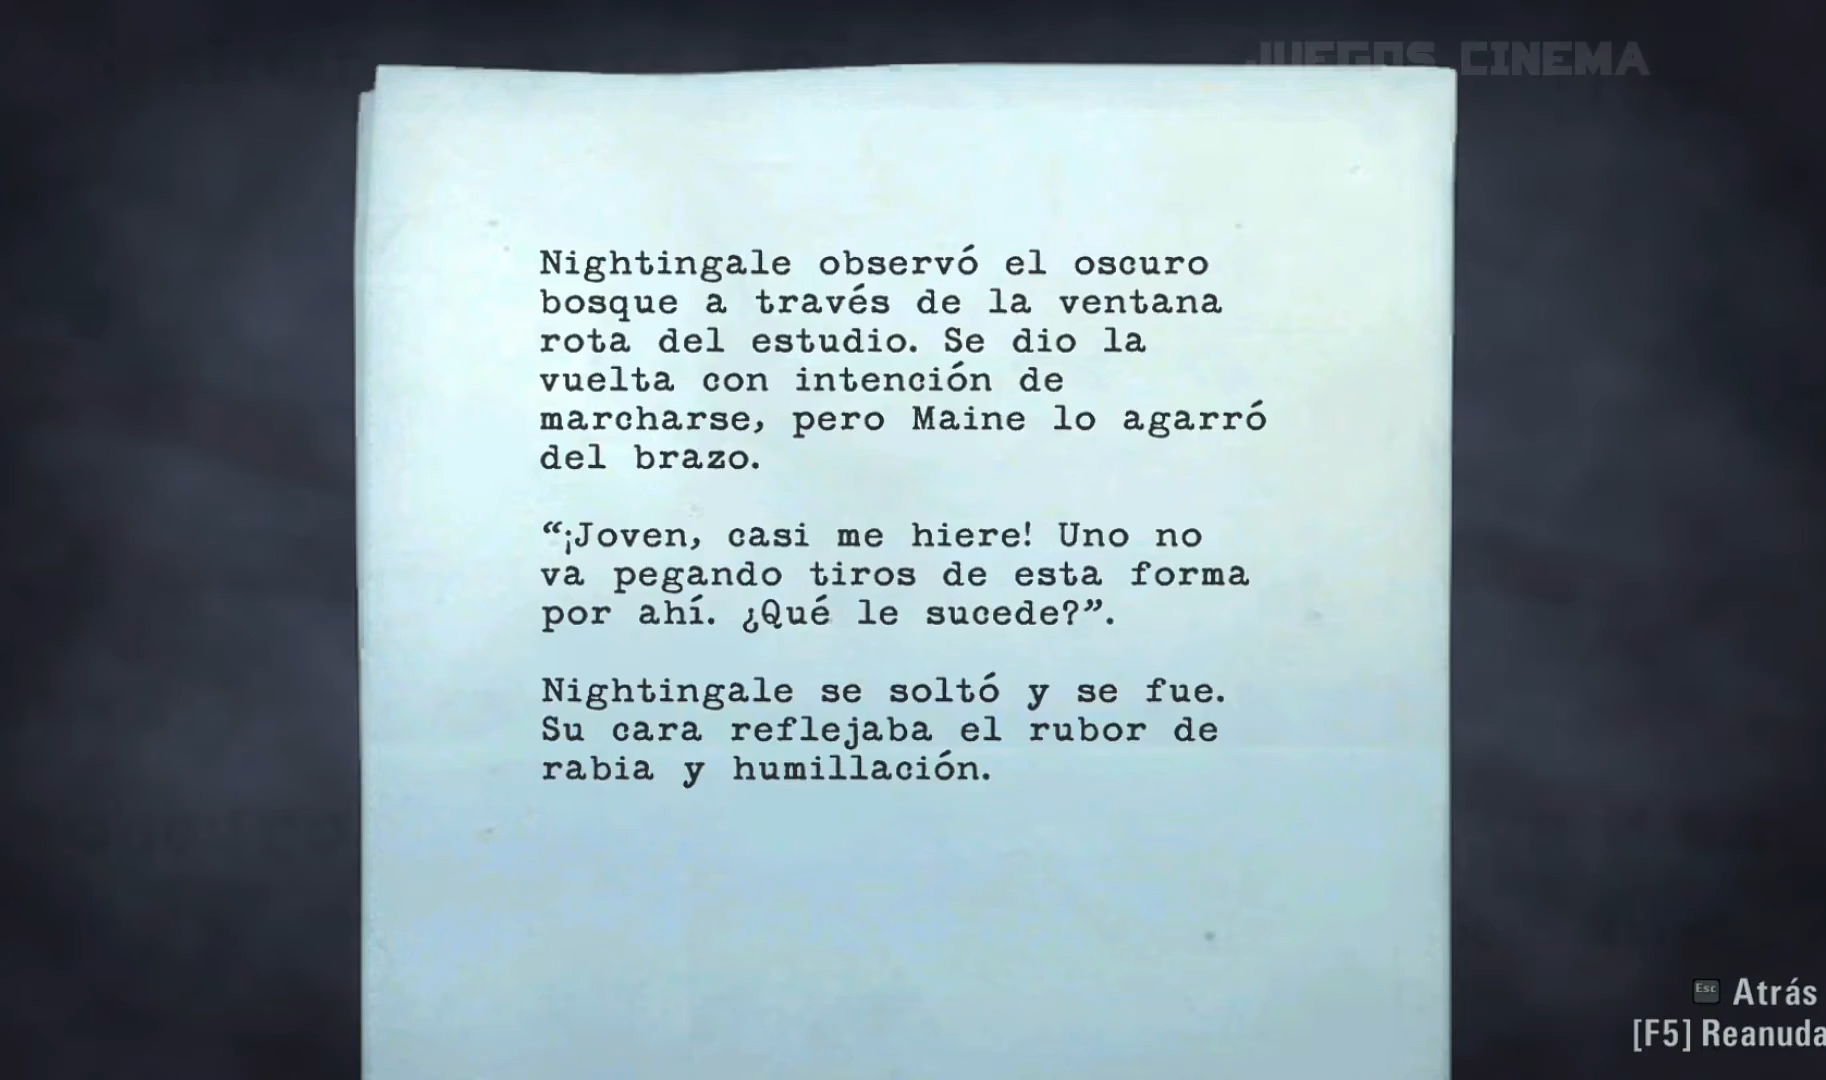 JUEGOS CINEMA
Nightingale observó el oscuro
bosque a través de la ventana
rota del estudio. Se dio la
vuelta con intención de
marcharse, pero Maine lo agarró
del brazo.
“¡Joven, casi me hiere! Uno no
va pegando tiros de esta forma
por ahí. ¿Qué le sucede?”.
Nightingale se soltó y se fue.
Su cara reflejaba el rubor de
rabia y humillación.
Esc Atrás
[F5] Reanuda